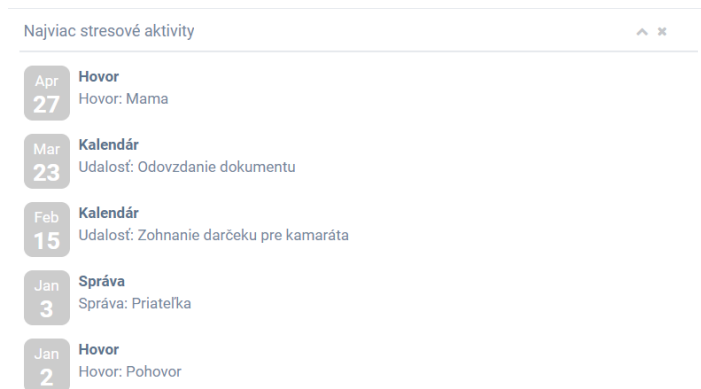 Najviac stresové aktivity
Apr
27
Hovor
Hovor: Mama
Mar
23
Kalendár
Udalosť: Odovzdanie dokumentu
Feb
15
Kalendár
Udalosť: Zohnanie darčeku pre kamaráta
Jan
3
Správa
Správa: Priateľka
Jan
2
Hovor
Hovor: Pohovor